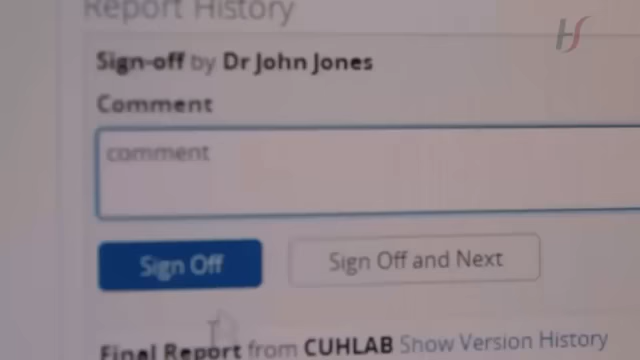 Report History
Sign-off by Dr John Jones
Comment
comment
Sign Off
Sign Off and Next
Final Report from CUHLAB Show Version History